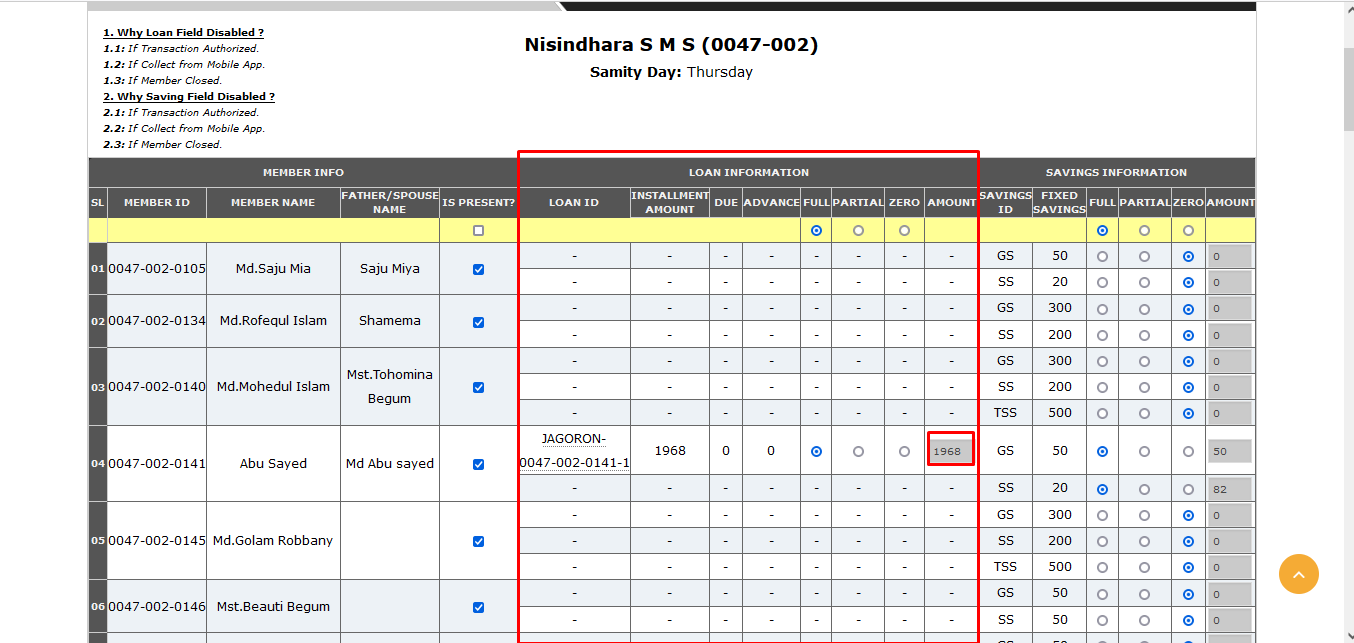 1. Why Loan Field Disabled ?
1.1: If Transaction Authorized.
1.2: If Collect from Mobile App.
1.3: If Member Closed.
2. Why Saving Field Disabled ?
2.1: If Transaction Authorized.
2.2: If Collect from Mobile App.
2.3: If Member Closed.
Nisindhara S M S (0047-002)
Samity Day: Thursday
MEMBER INFO LOAN INFORMATION SAVINGS INFORMATION
SL MEMBER ID MEMBER NAME FATHER/SPOUSE NAME IS PRESENT? LOAN ID INSTALLMENT AMOUNT DUE ADVANCE FULL PARTIAL ZERO AMOUNT SAVINGS ID FIXED SAVINGS FULL PARTIAL ZERO AMOUNT
01 0047-002-0105 Md.Saju Mia Saju Miya - - - - - - - - GS 50 0
- - - - - - - - SS 20 0
02 0047-002-0134 Md.Rofequl Islam Shamema - - - - - - - - GS 300 0
- - - - - - - - SS 200 0
03 0047-002-0140 Md.Mohedul Islam Mst.Tohomina Begum - - - - - - - - GS 300 0
- - - - - - - - SS 200 0
- - - - - - - - TSS 500 0
04 0047-002-0141 Abu Sayed Md Abu sayed JAGORON-0047-002-0141-1 1968 0 0 1968 GS 50 50
- - - - - - - - SS 20 82
05 0047-002-0145 Md.Golam Robbany - - - - - - - - GS 300 0
- - - - - - - - SS 200 0
- - - - - - - - TSS 500 0
06 0047-002-0146 Mst.Beauti Begum - - - - - - - - GS 50 0
- - - - - - - - SS 50 0